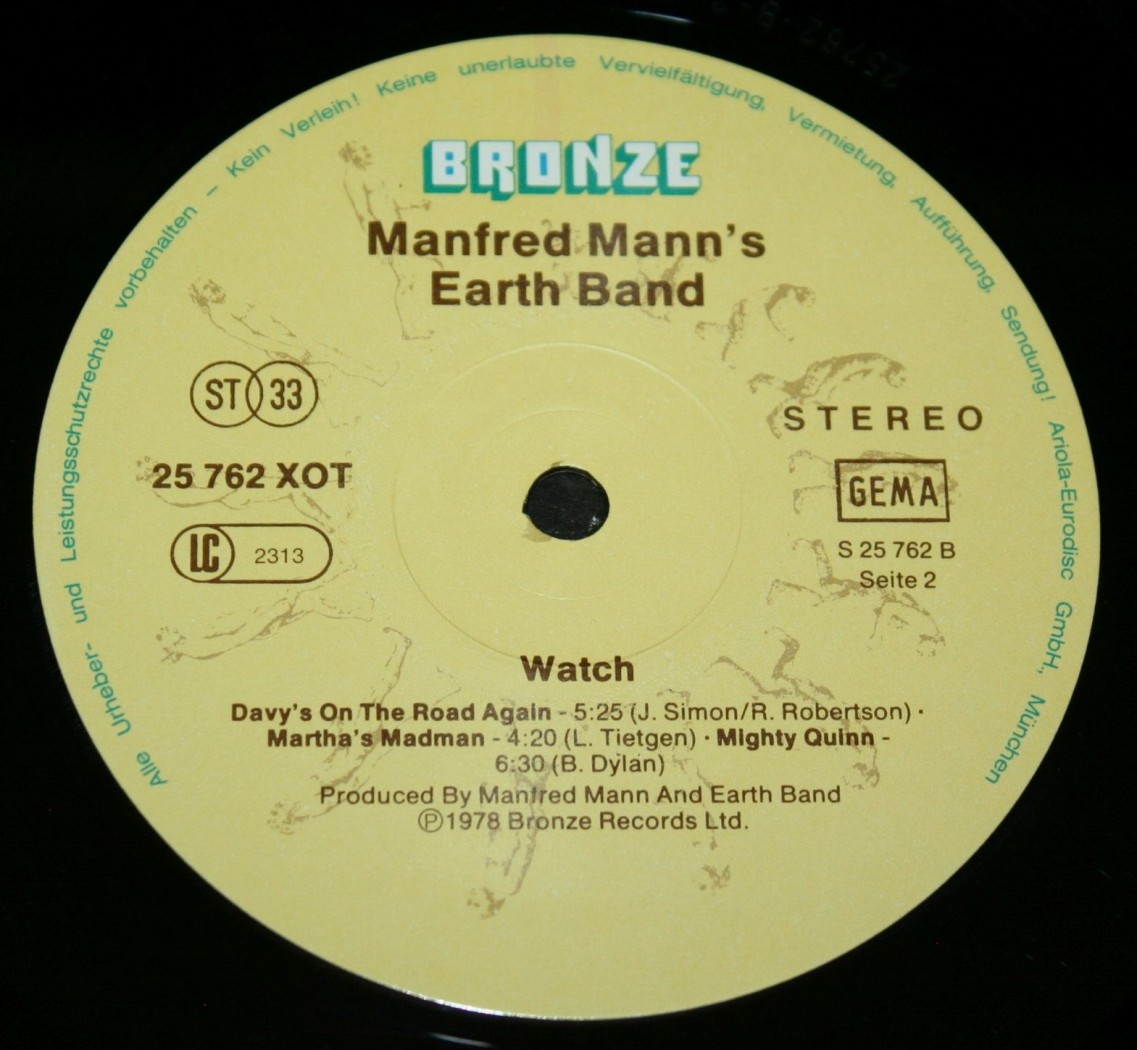 Alle Urheber- und Leistungsschutzrechte vorbehalten – Kein Verleih! Keine unerlaubte Vervielfältigung, Vermietung, Aufführung, Sendung! Ariola-Eurodisc GmbH., München
BRONZE
Manfred Mann's
Earth Band
ST 33
STEREO
25 762 XOT
GEMA
LC 2313
S 25 762 B
Seite 2
Watch
Davy's On The Road Again - 5:25 (J. Simon/R. Robertson) ·
Martha's Madman - 4:20 (L. Tietgen) · Mighty Quinn -
6:30 (B. Dylan)
Produced By Manfred Mann And Earth Band
Ⓟ1978 Bronze Records Ltd.